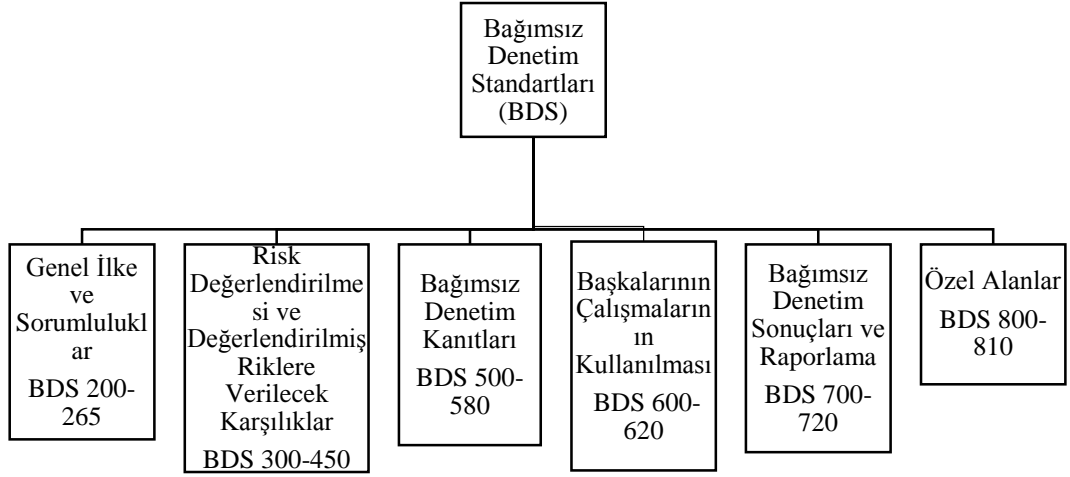 Bağımsız
Denetim
Standartları
(BDS)
Genel İlke
ve
Sorumlulukl
ar
BDS 200-
265
Risk
Değerlendirilme
si ve
Değerlendirilmiş
Riklere
Verilecek
Karşılıklar
BDS 300-450
Bağımsız
Denetim
Kanıtları
BDS 500-
580
Başkalarının
Çalışmaların
ın
Kullanılması
BDS 600-
620
Bağımsız
Denetim
Sonuçları ve
Raporlama
BDS 700-
720
Özel Alanlar
BDS 800-
810